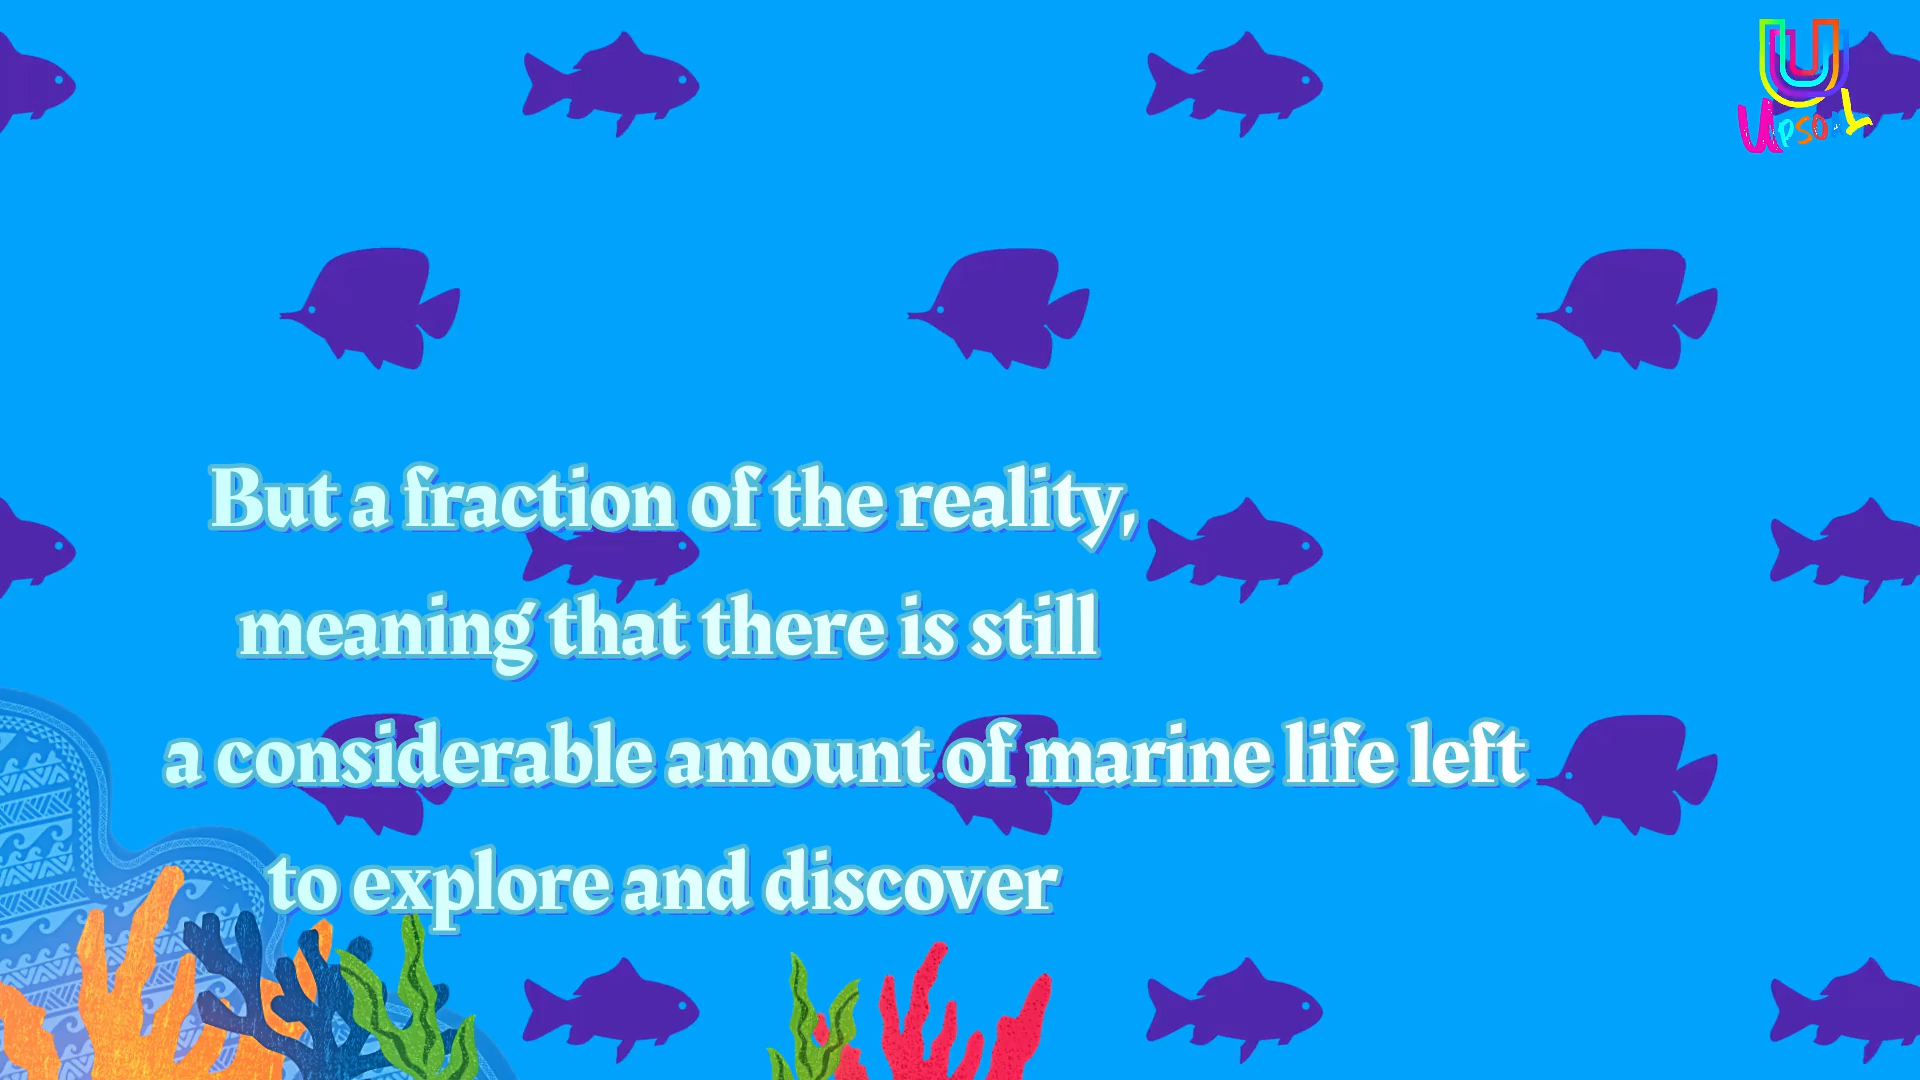 U
But a fraction of the reality,
meaning that there is still
a considerable amount of marine life left
to explore and discover